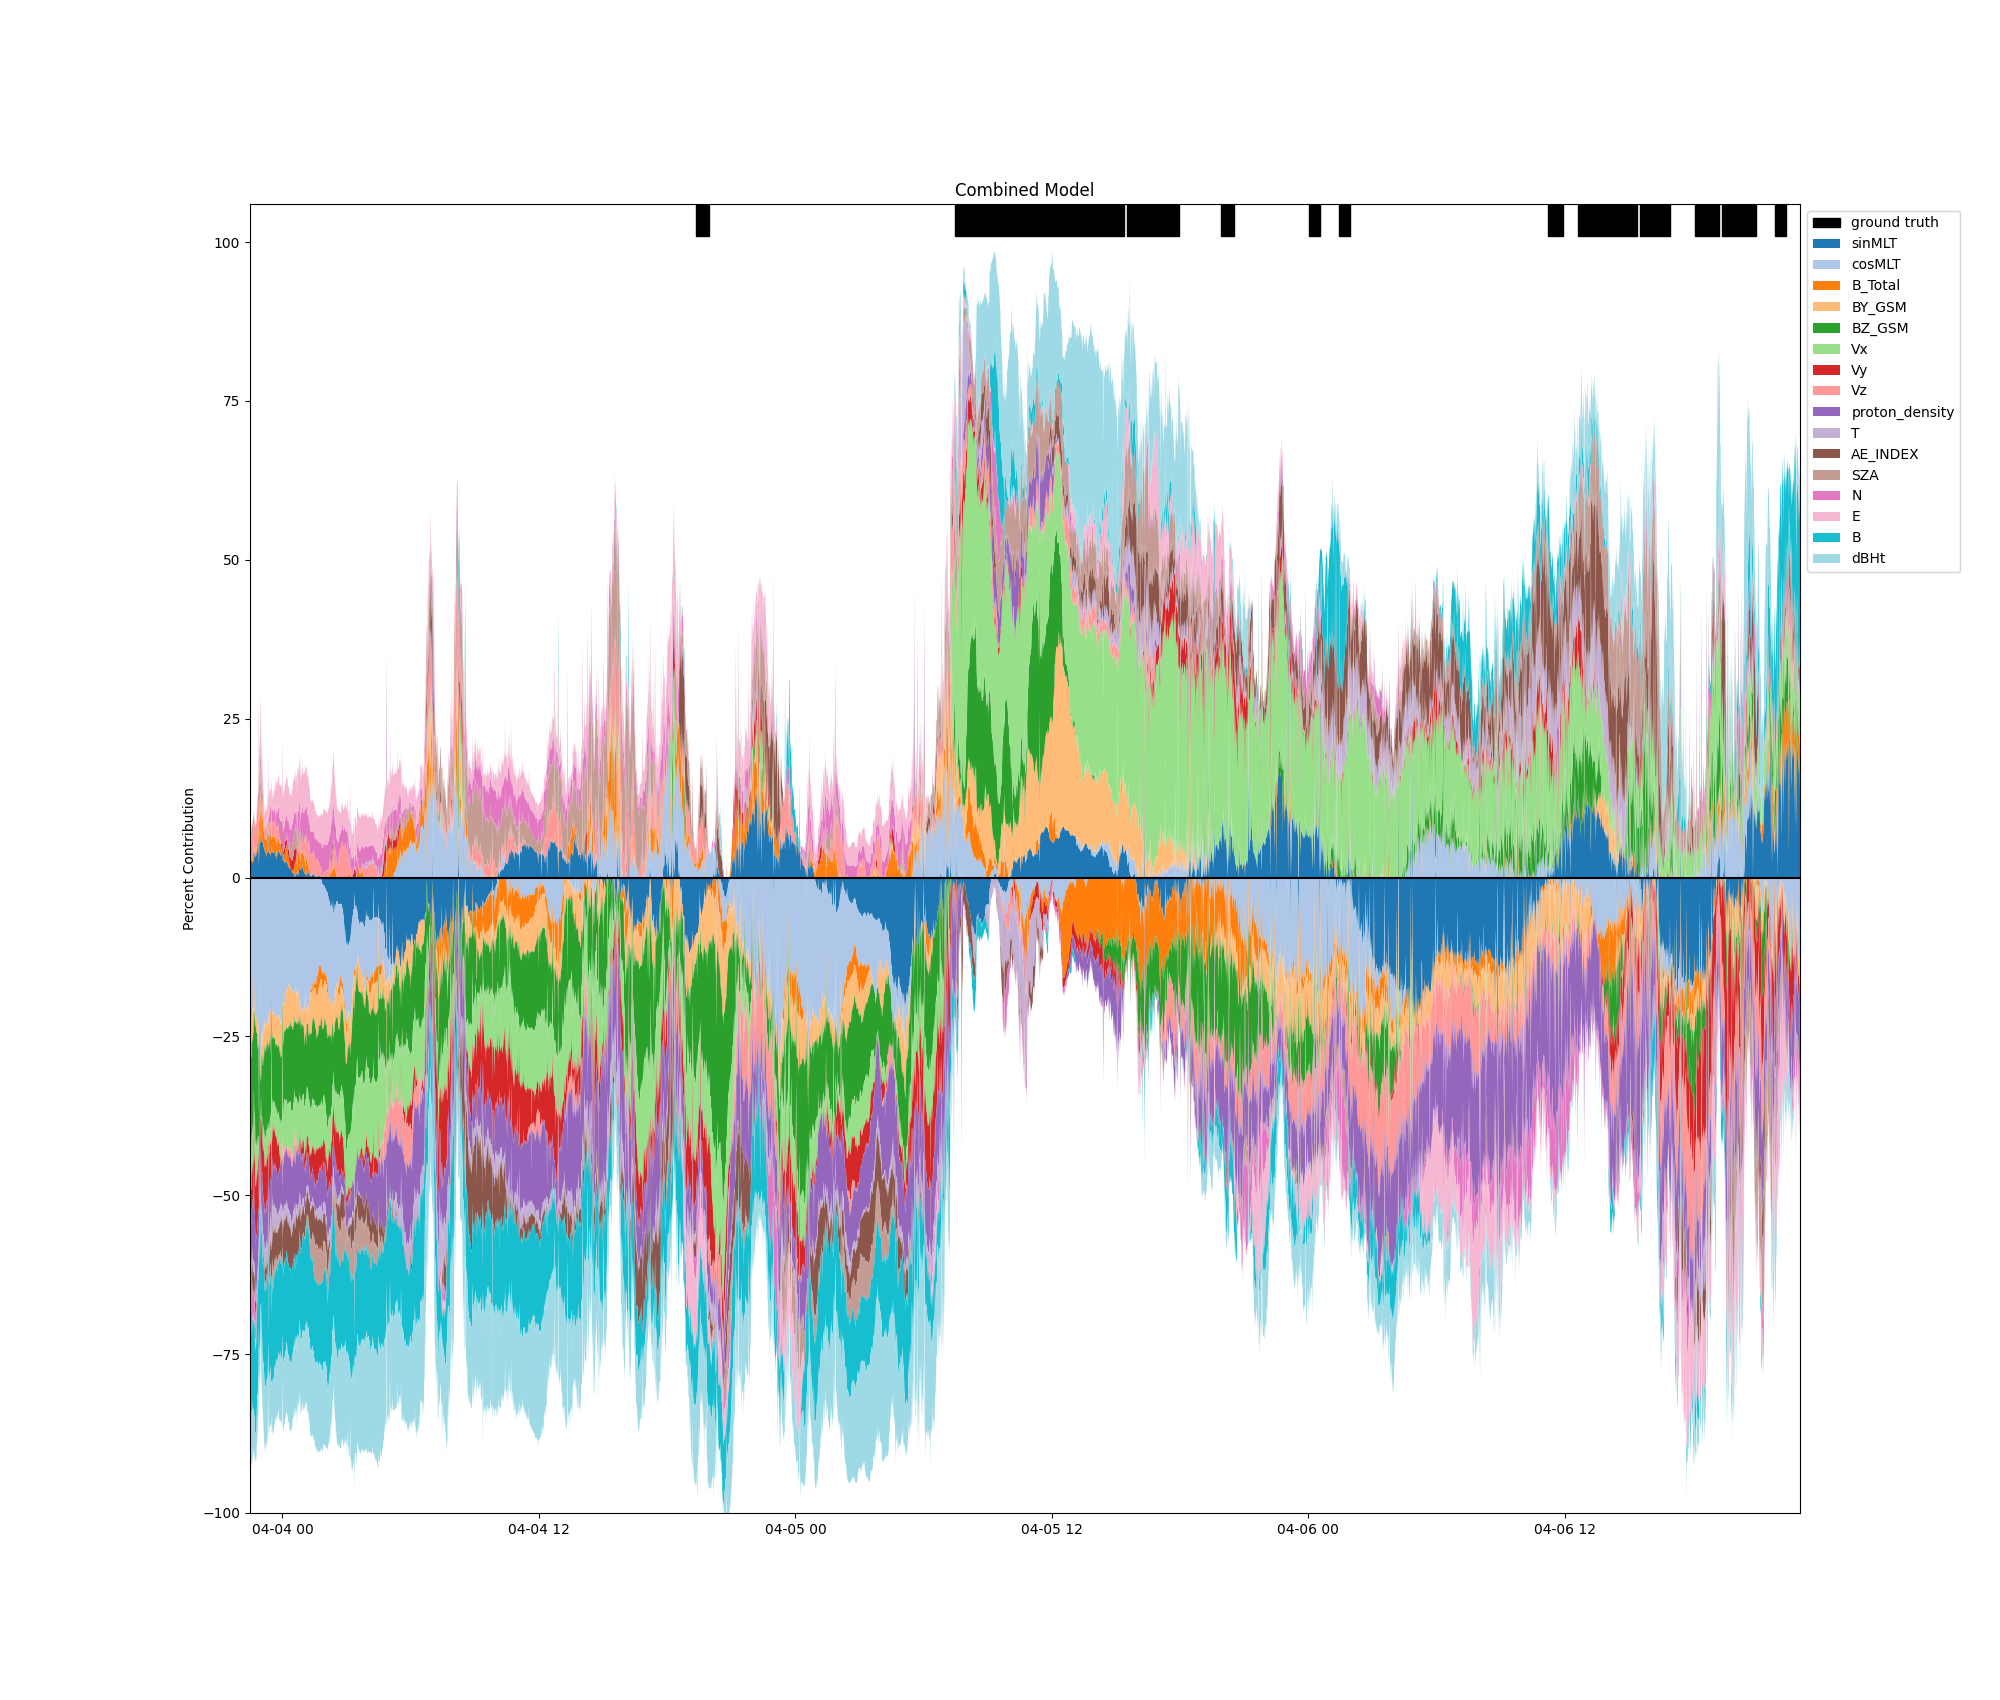 Combined Model
100
75
50
25
0
−25
−50
−75
−100
Percent Contribution
04-04 00
04-04 12
04-05 00
04-05 12
04-06 00
04-06 12
ground truth
sinMLT
cosMLT
B_Total
BY_GSM
BZ_GSM
Vx
Vy
Vz
proton_density
T
AE_INDEX
SZA
N
E
B
dBHt